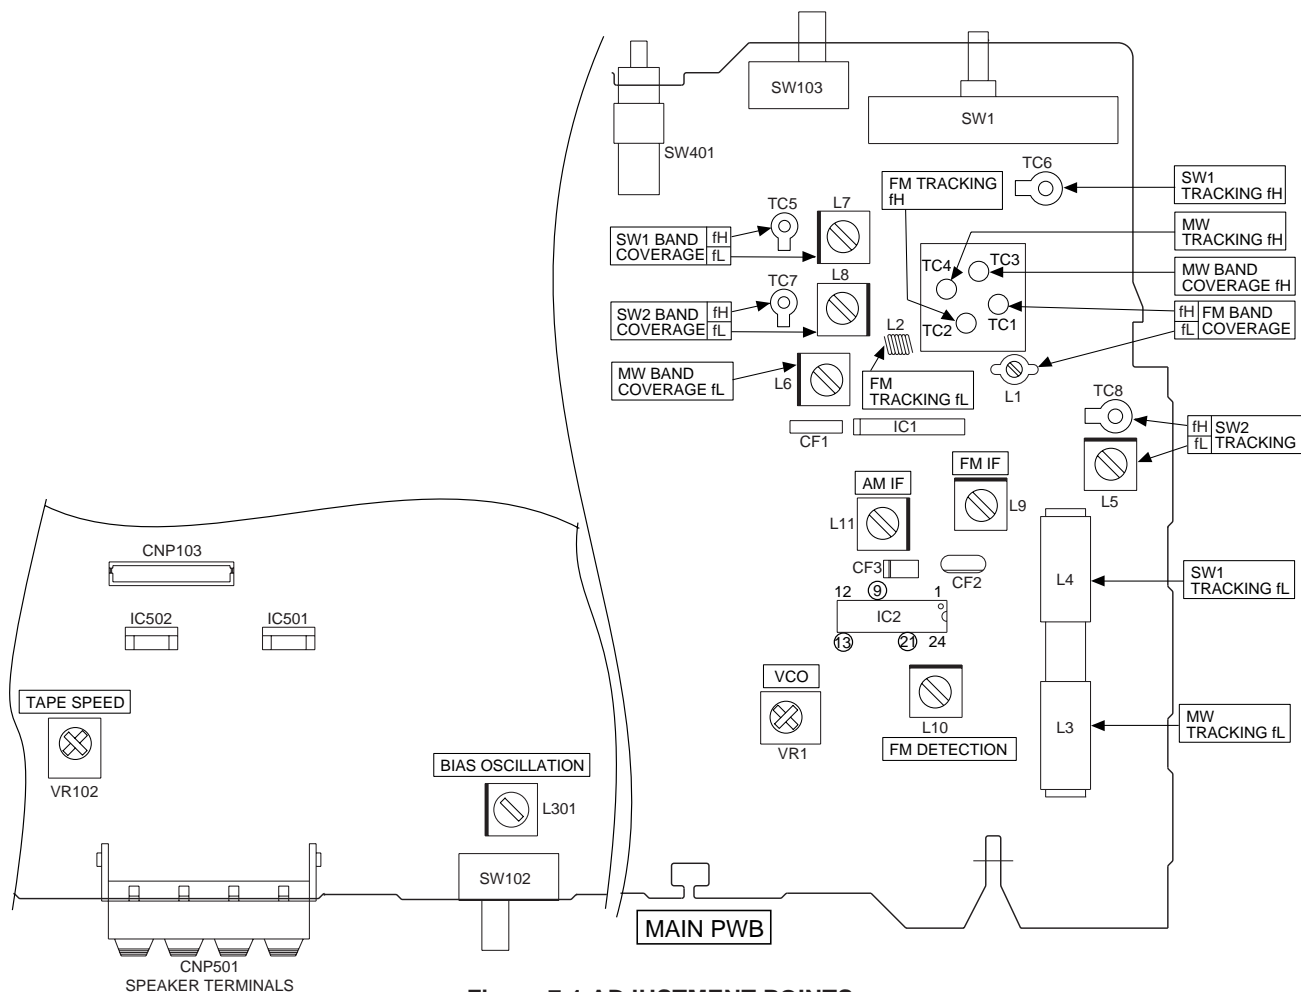 SW103
SW1
SW401
TC6
SW1
TRACKING fH
FM TRACKING
fH
TC5
L7
SW1 BAND
COVERAGE
fH
fL
MW
TRACKING fH
TC4
TC3
MW BAND
COVERAGE fH
TC7
L8
SW2 BAND
COVERAGE
fH
fL
L2
TC2
TC1
fH
fL
FM BAND
COVERAGE
MW BAND
COVERAGE fL
L6
FM
TRACKING fL
L1
TC8
CF1
IC1
fH
fL
SW2
TRACKING
FM IF
AM IF
L11
L9
L5
CNP103
CF3
CF2
L4
SW1
TRACKING fL
12
9
1
IC2
13
21
24
IC502
IC501
VCO
TAPE SPEED
VR1
L10
FM DETECTION
L3
MW
TRACKING fL
VR102
BIAS OSCILLATION
L301
SW102
MAIN PWB
CNP501
SPEAKER TERMINALS